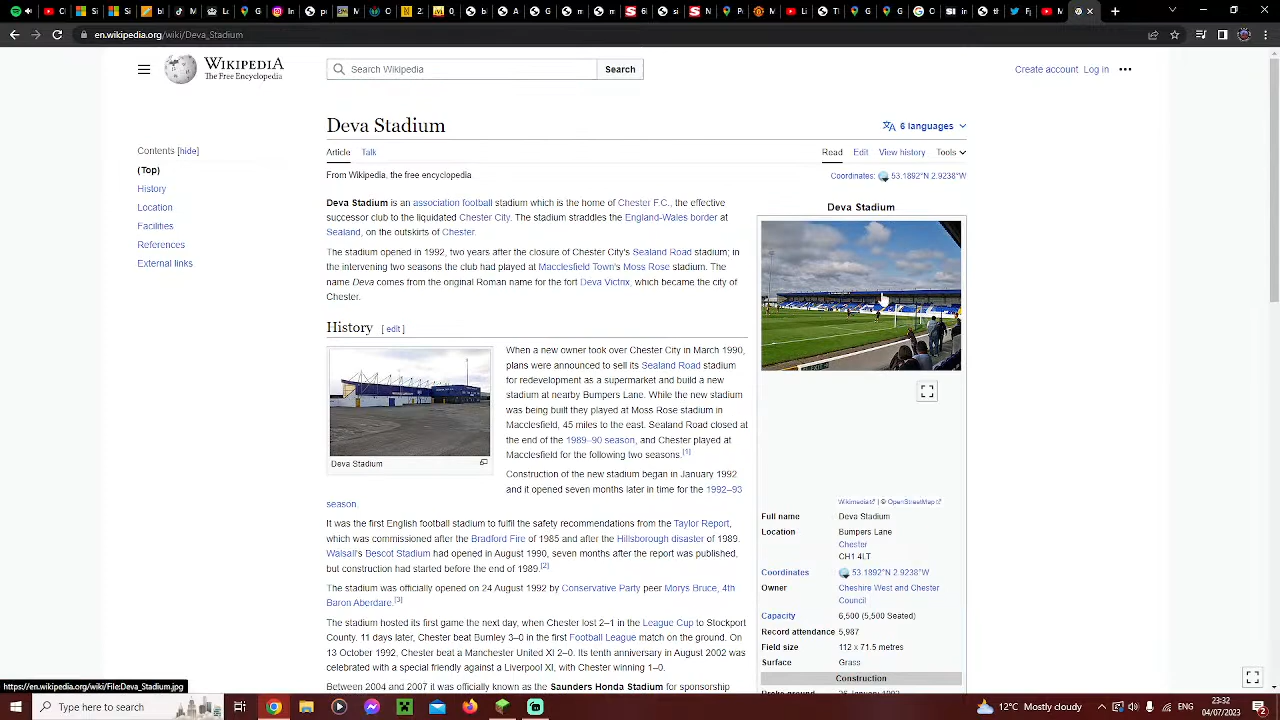 Si
Si
bl
M
Li
G
(1
pr
EM
W
O
2
LVL
S
6
S
N
M
Li
Tl
G
G
C
SI in
th
F
M
en.wikipedia.org/wiki/Deva_Stadium
WIKIPEDIA
The Free Encyclopedia
Search Wikipedia
Search
Create account Log in
Deva Stadium
6 languages
Contents [hide]
(Top)
History
Location
Facilities
References
External links
Article Talk
Read Edit View history Tools
From Wikipedia, the free encyclopedia
Coordinates: 53.1892°N 2.9238°W
Deva Stadium is an association football stadium which is the home of Chester F.C., the effective
successor club to the liquidated Chester City. The stadium straddles the England-Wales border at
Sealand, on the outskirts of Chester.
The stadium opened in 1992, two years after the closure of Chester City's Sealand Road stadium; in
the intervening two seasons the club had played at Macclesfield Town's Moss Rose stadium. The
name Deva comes from the original Roman name for the fort Deva Victrix, which became the city of
Chester.
History [ edit ]
Deva Stadium
When a new owner took over Chester City in March 1990,
plans were announced to sell its Sealand Road stadium
for redevelopment as a supermarket and build a new
stadium at nearby Bumpers Lane. While the new stadium
was being built they played at Moss Rose stadium in
Macclesfield, 45 miles to the east. Sealand Road closed at
the end of the 1989–90 season, and Chester played at
Macclesfield for the following two seasons.[1]
Construction of the new stadium began in January 1992
and it opened seven months later in time for the 1992–93
season
It was the first English football stadium to fulfil the safety recommendations from the Taylor Report,
which was commissioned after the Bradford Fire of 1985 and after the Hillsborough disaster of 1989.
Walsall's Bescot Stadium had opened in August 1990, seven months after the report was published,
but construction had started before the end of 1989.[2]
The stadium was officially opened on 24 August 1992 by Conservative Party peer Morys Bruce, 4th
Baron Aberdare.[3]
The stadium hosted its first game the next day, when Chester lost 2–1 in the League Cup to Stockport
County. 11 days later, Chester beat Burnley 3–0 in the first Football League match on the ground. On
13 October 1992, Chester beat a Manchester United XI 2–0. Its tenth anniversary in August 2002 was
celebrated with a special friendly against a Liverpool XI, with Chester winning 1–0.
Between 2004 and 2007 it was officially known as the Saunders Honda Stadium for sponsorship
Deva Stadium
Wikimedia | © OpenStreetMap
Full name Deva Stadium
Location Bumpers Lane
Chester
CH1 4LT
Coordinates 53.1892°N 2.9238°W
Owner Cheshire West and Chester
Council
Capacity 6,500 (5,500 Seated)
Record attendance 5,987
Field size 112 x 71.5 metres
Surface Grass
Construction
https://en.wikipedia.org/wiki/File:Deva_Stadium.jpg
Type here to search
12°C Mostly cloudy
ENG
23:32
04/07/2023